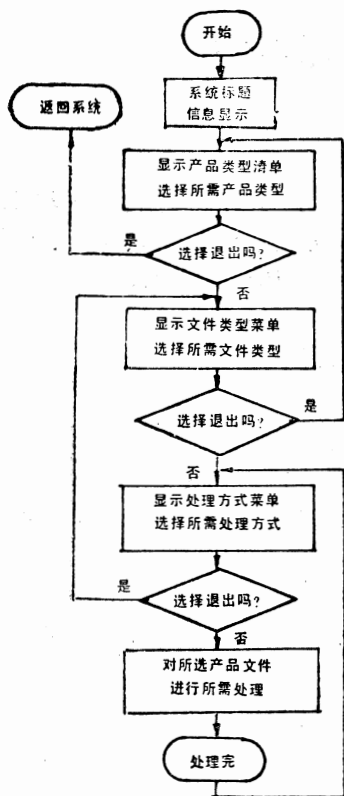 开始
返回系统
系统标题
信息显示
显示产品类型清单
选择所需产品类型
是
选择退出吗?
否
显示文件类型菜单
选择所需文件类型
选择退出吗?
是
否
显示处理方式菜单
选择所需处理方式
是
选择退出吗?
否
对所选产品文件
进行所需处理
处理完